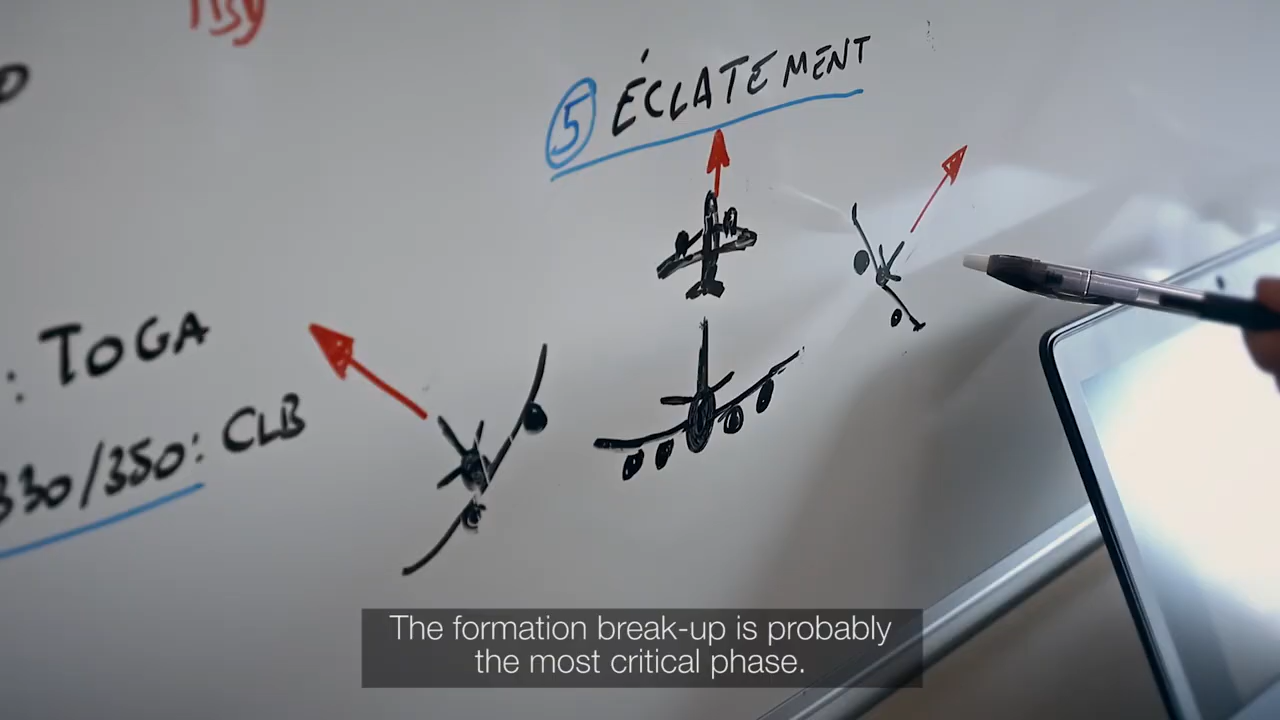 ⑤ ÉCLATEMENT
: TOGA
330/350: CLB
The formation break-up is probably
the most critical phase.